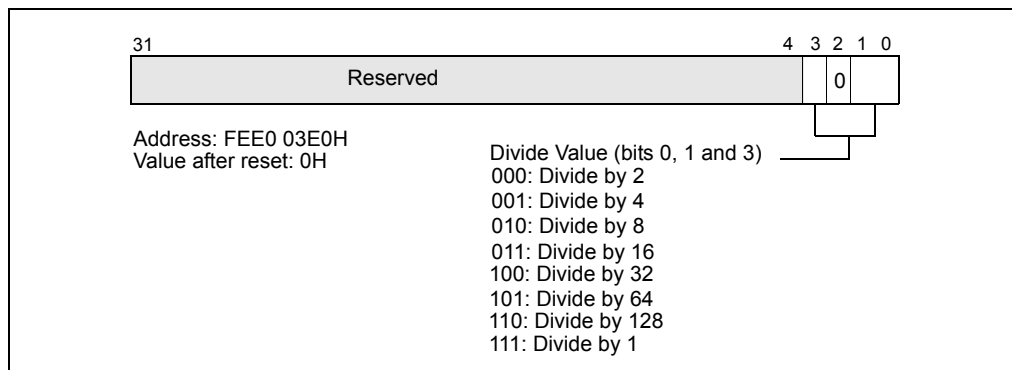 31 4 3 2 1 0
Reserved 0
Address: FEE0 03E0H
Value after reset: 0H
Divide Value (bits 0, 1 and 3)
000: Divide by 2
001: Divide by 4
010: Divide by 8
011: Divide by 16
100: Divide by 32
101: Divide by 64
110: Divide by 128
111: Divide by 1